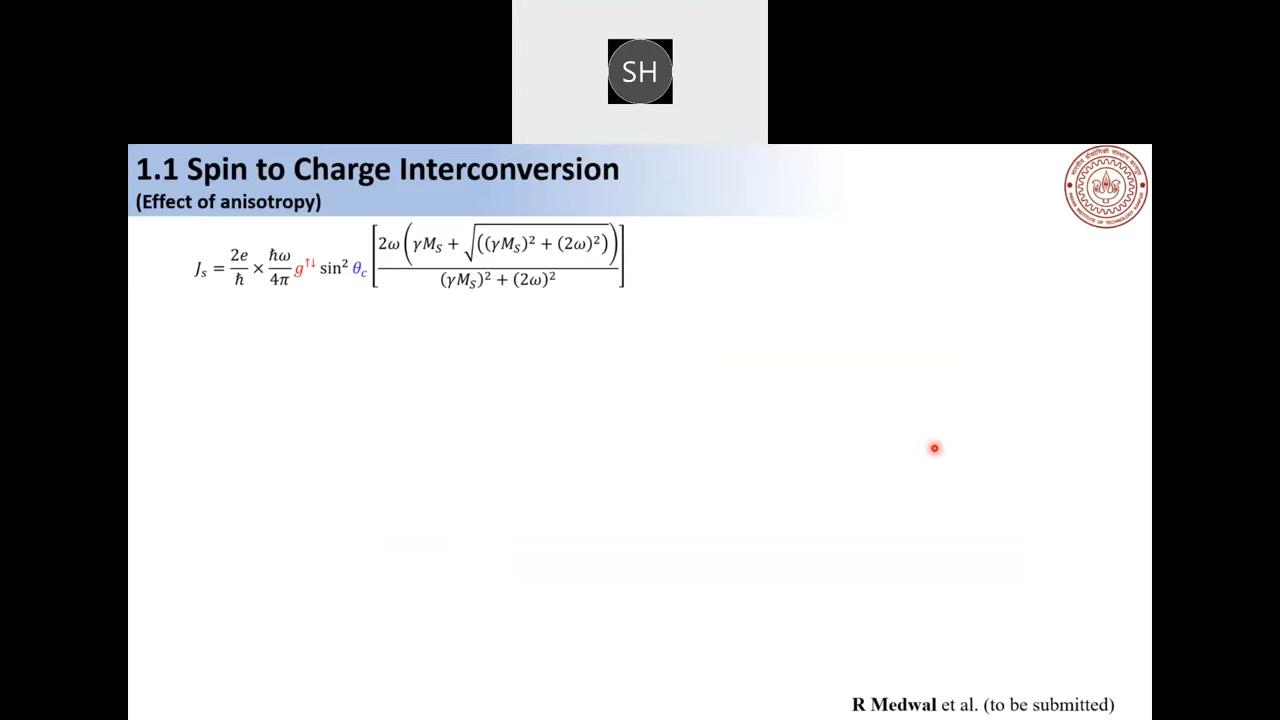 SH
1.1 Spin to Charge Interconversion
(Effect of anisotropy)
Jₛ = 2e/ħ × ħω/4π g↑↓ sin² θ_c [2ω(γM_S + √((γM_S)² + (2ω)²)) / (γM_S)² + (2ω)²]
R Medwal et al. (to be submitted)